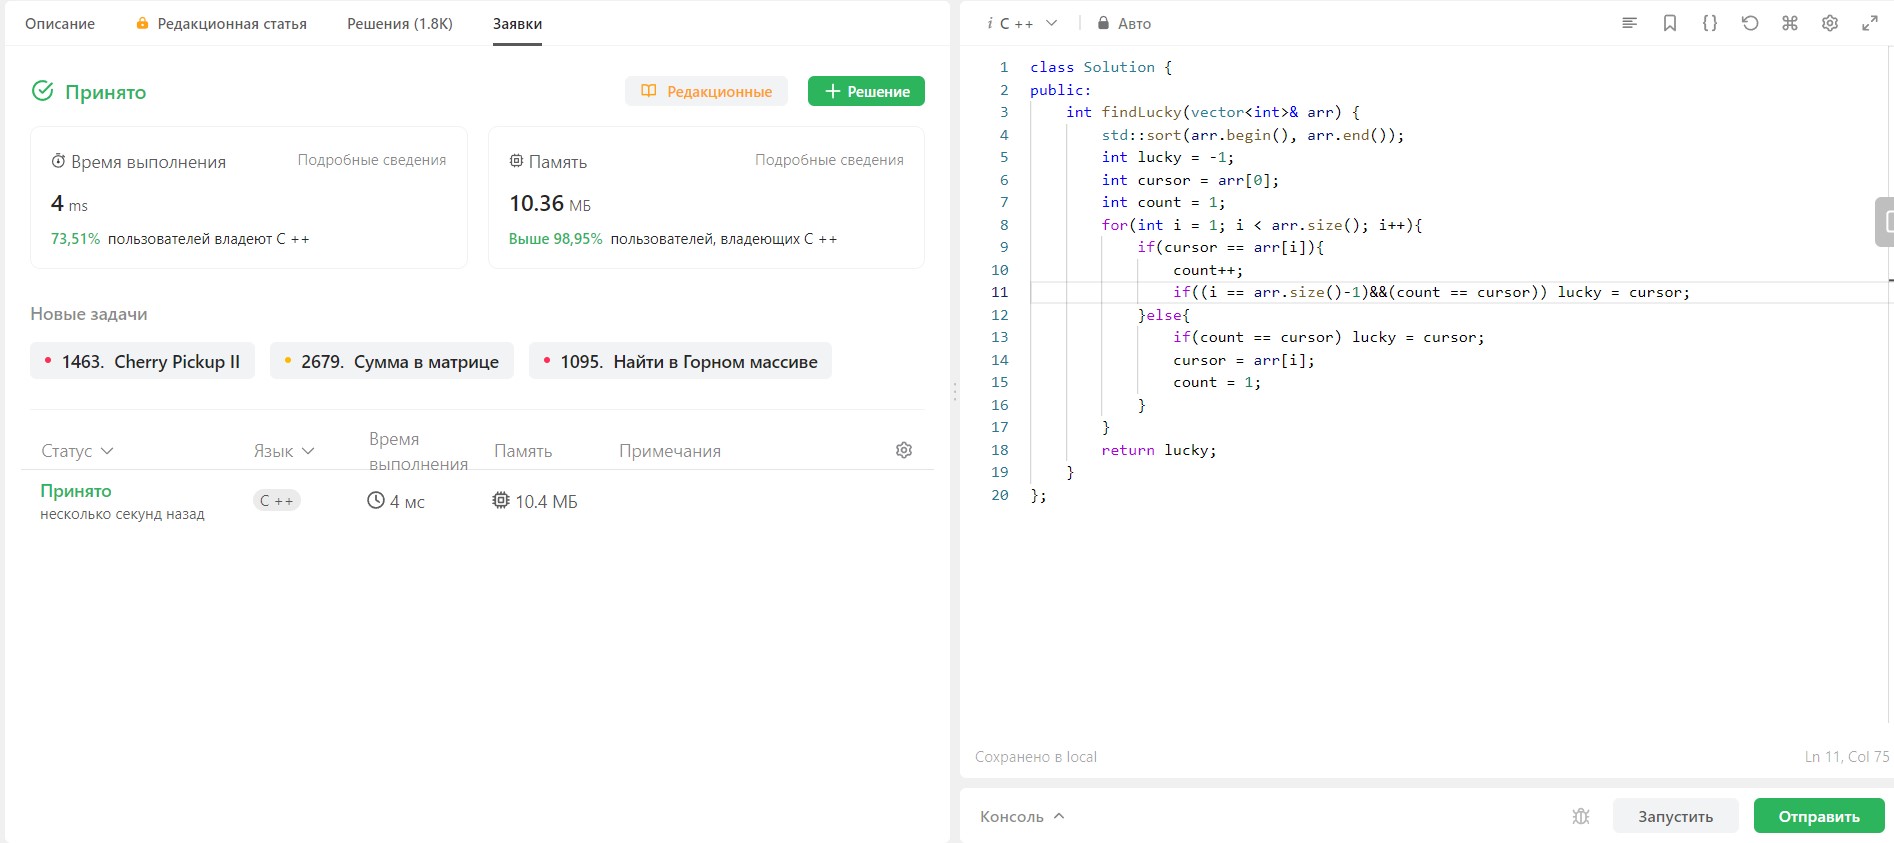 Описание Редакционная статья Решения (1.8K) Заявки
Принято Редакционные + Решение
Время выполнения Подробные сведения
4 ms
73,51% пользователей владеют C ++
Память Подробные сведения
10.36 МБ
Выше 98,95% пользователей, владеющих C ++
Новые задачи
1463. Cherry Pickup II 2679. Сумма в матрице 1095. Найти в Горном массиве
Статус Язык Время выполнения Память Примечания
Принято C ++ 4 мс 10.4 МБ
несколько секунд назад
i C ++ Авто
1 class Solution {
2 public:
3 int findLucky(vector<int>& arr) {
4 std::sort(arr.begin(), arr.end());
5 int lucky = -1;
6 int cursor = arr[0];
7 int count = 1;
8 for(int i = 1; i < arr.size(); i++){
9 if(cursor == arr[i]){
10 count++;
11 if((i == arr.size()-1)&&(count == cursor)) lucky = cursor;
12 }else{
13 if(count == cursor) lucky = cursor;
14 cursor = arr[i];
15 count = 1;
16 }
17 }
18 return lucky;
19 }
20 };
Сохранено в local Ln 11, Col 75
Консоль Запустить Отправить